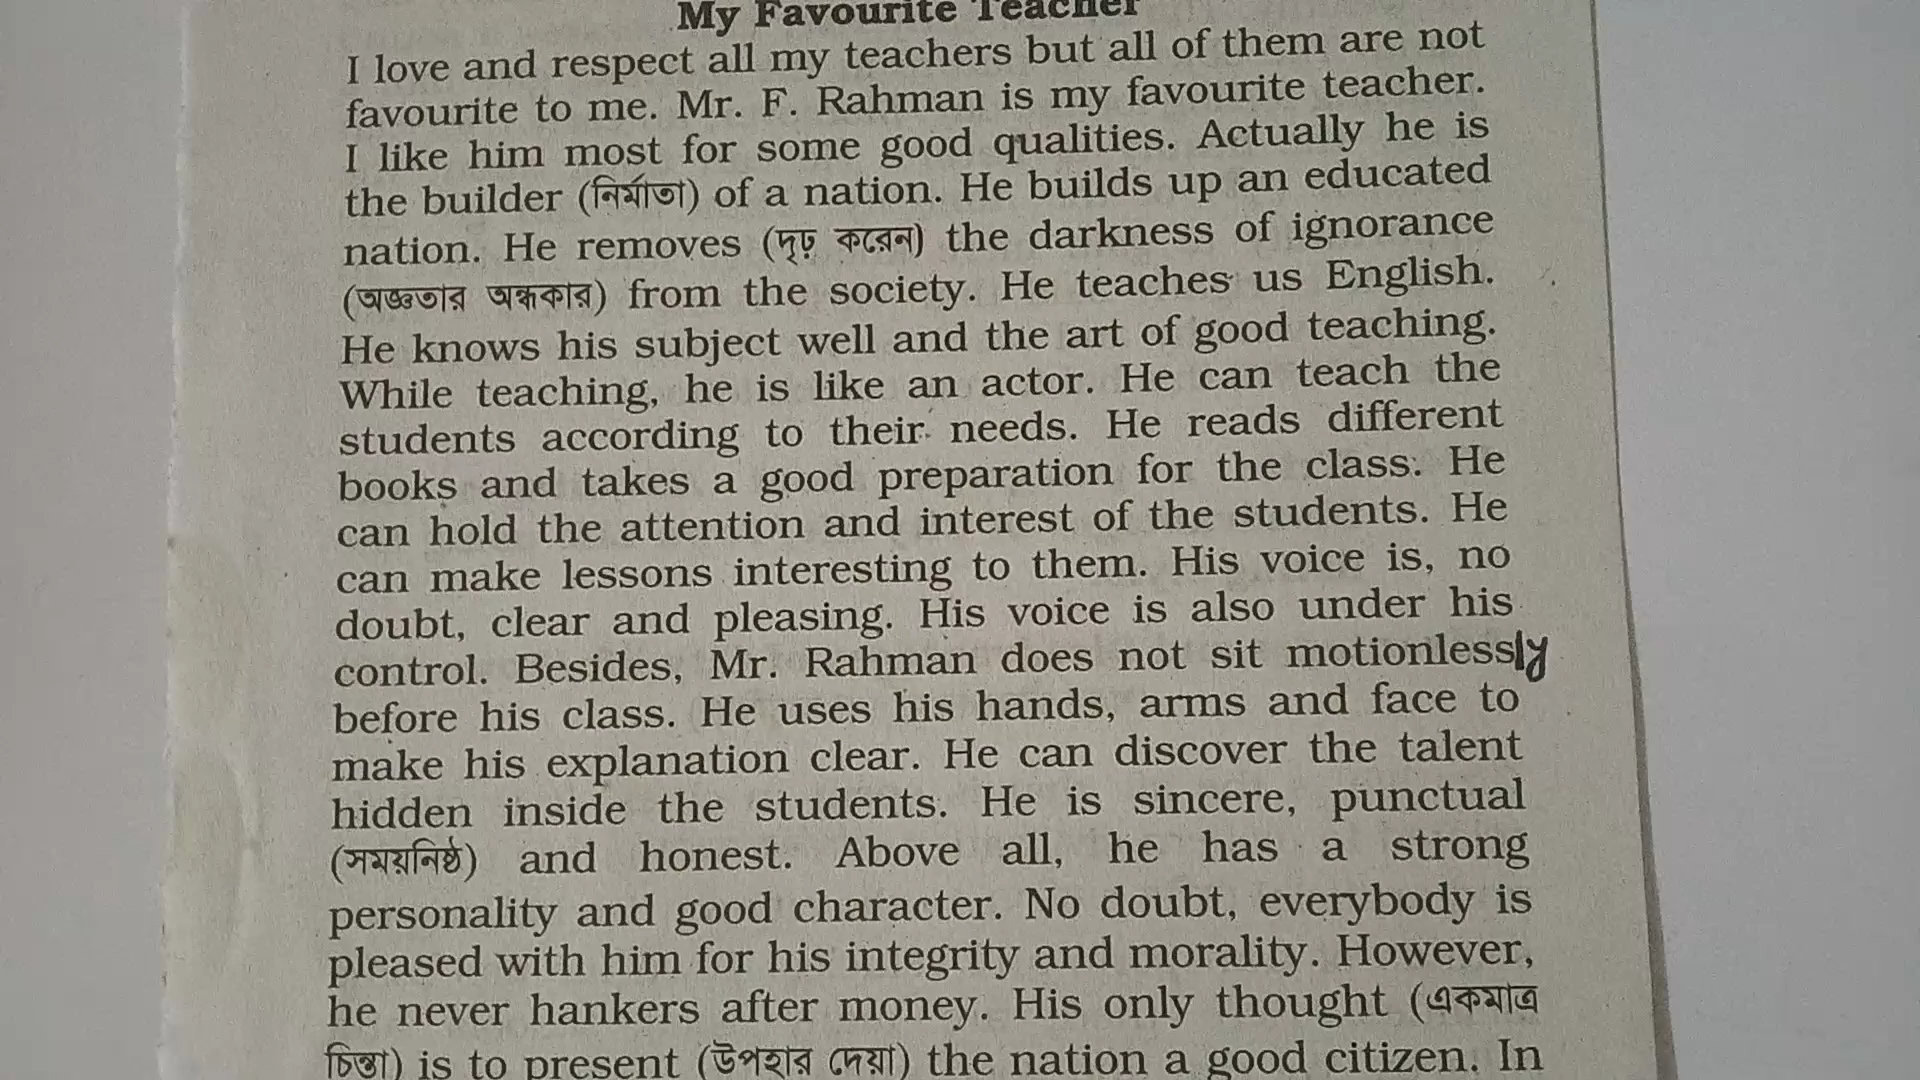 My Favourite Teacher
I love and respect all my teachers but all of them are not
favourite to me. Mr. F. Rahman is my favourite teacher.
I like him most for some good qualities. Actually he is
the builder (নির্মাতা) of a nation. He builds up an educated
nation. He removes (দৃঢ় করেন) the darkness of ignorance
(অজ্ঞতার অন্ধকার) from the society. He teaches us English.
He knows his subject well and the art of good teaching.
While teaching, he is like an actor. He can teach the
students according to their needs. He reads different
books and takes a good preparation for the class. He
can hold the attention and interest of the students. He
can make lessons interesting to them. His voice is, no
doubt, clear and pleasing. His voice is also under his
control. Besides, Mr. Rahman does not sit motionlessly
before his class. He uses his hands, arms and face to
make his explanation clear. He can discover the talent
hidden inside the students. He is sincere, punctual
(সময়নিষ্ঠ) and honest. Above all, he has a strong
personality and good character. No doubt, everybody is
pleased with him for his integrity and morality. However,
he never hankers after money. His only thought (একমাত্র
চিন্তা) is to present (উপহার দেয়া) the nation a good citizen. In